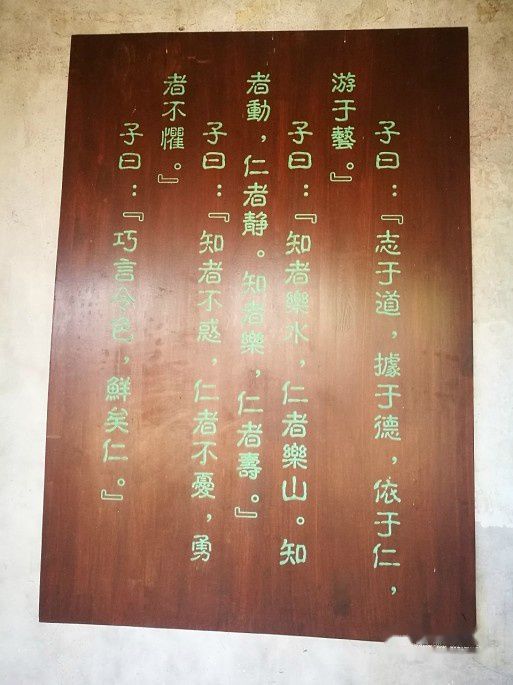 子曰：『志于道，據于德，依于仁，
游于藝。』
子曰：『知者樂水，仁者樂山。知
者動，仁者静。知者樂，仁者壽。』
子曰：『知者不惑，仁者不憂，勇
者不懼。』
子曰：『巧言令色，鮮矣仁。』